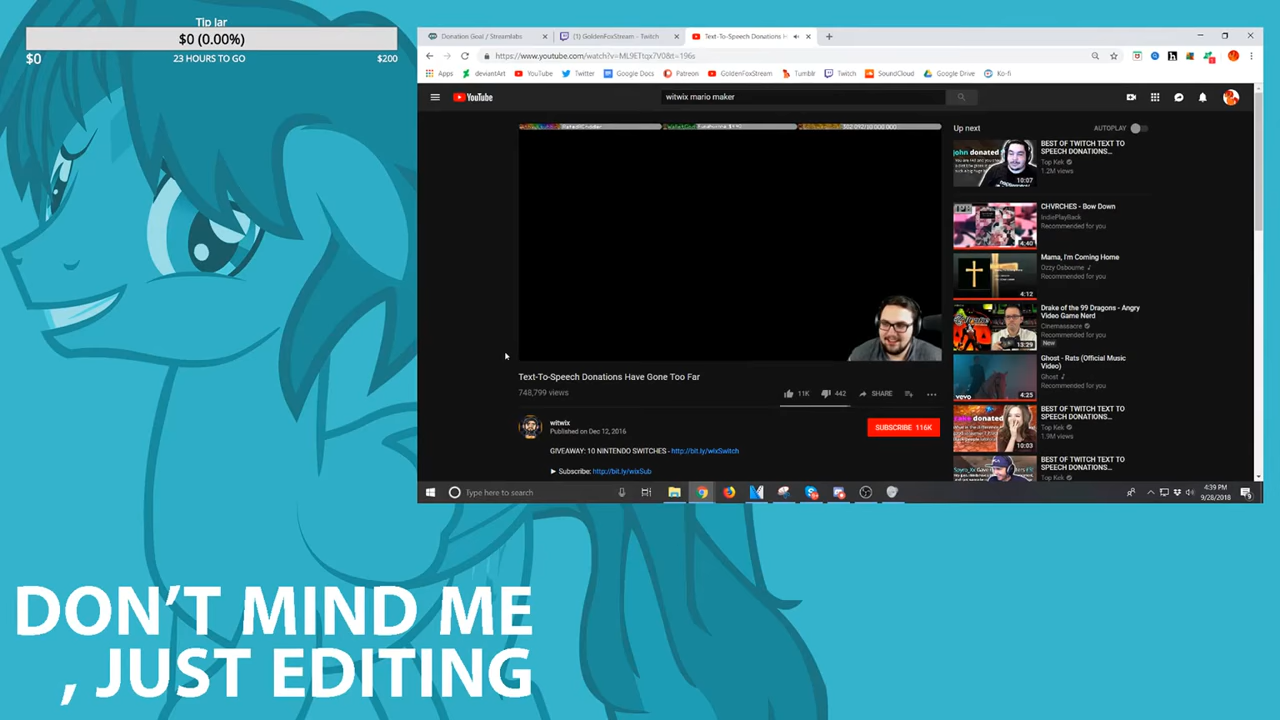 Tip Jar
$0 (0.00%)
$0
23 HOURS TO GO
$200
Donation Goal / Streamlabs
(1) GoldenFoxStream - Twitch
Text-To-Speech Donations H
https://www.youtube.com/watch?v=ML9ETtqx7V0&t=196s
Apps
deviantArt
YouTube
Twitter
Google Docs
Patreon
GoldenFoxStream
Tumblr
Twitch
SoundCloud
Google Drive
Ko-fi
YouTube
witwix mario maker
Up next
AUTOPLAY
john donated
10:07
BEST OF TWITCH TEXT TO
SPEECH DONATIONS...
Top Kek
1.2M views
4:40
CHVRCHES - Bow Down
IndiePlayBack
Recommended for you
4:12
Mama, I'm Coming Home
Ozzy Osbourne
Recommended for you
13:29
Drake of the 99 Dragons - Angry
Video Game Nerd
Cinemassacre
Recommended for you
New
vevo
4:25
Ghost - Rats (Official Music
Video)
Ghost
Recommended for you
donated
10:03
BEST OF TWITCH TEXT TO
SPEECH DONATIONS...
Top Kek
1.9M views
BEST OF TWITCH TEXT TO
SPEECH DONATIONS...
Top Kek
Text-To-Speech Donations Have Gone Too Far
748,799 views
11K
442
SHARE
witwix
Published on Dec 12, 2016
SUBSCRIBE 116K
GIVEAWAY: 10 NINTENDO SWITCHES - http://bit.ly/wixSwitch
► Subscribe: http://bit.ly/wixSub
Type here to search
4:39 PM
9/28/2018
DON'T MIND ME
, JUST EDITING